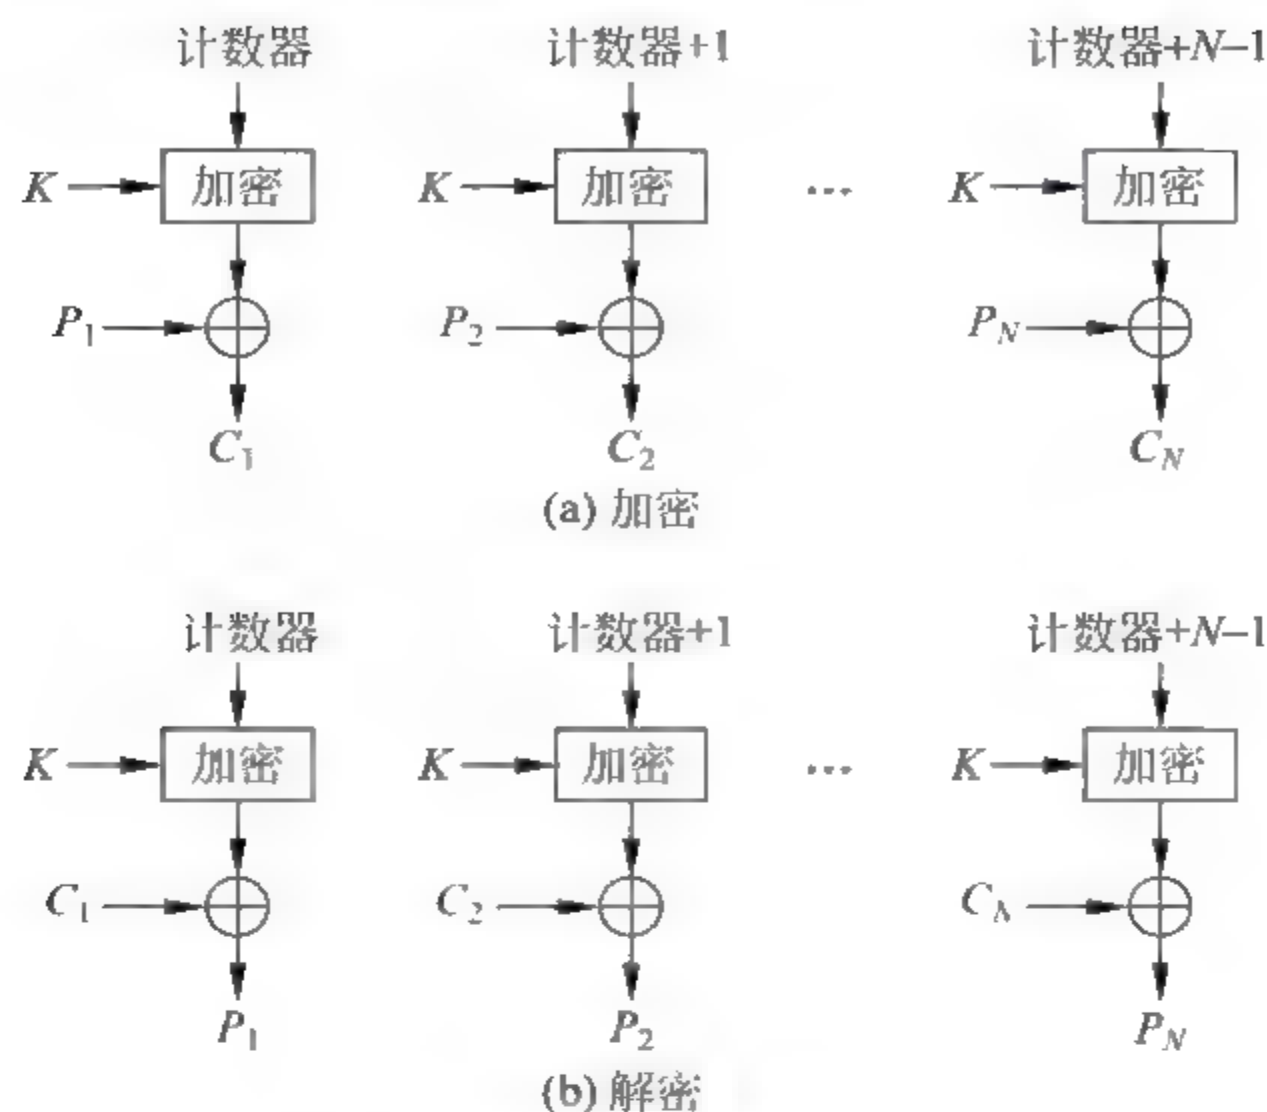 计数器 计数器+1 计数器+N–1
K 加密 K 加密 ... K 加密
P1 P2 PN
C1 C2 CN
(a) 加密
计数器 计数器+1 计数器+N–1
K 加密 K 加密 ... K 加密
C1 C2 CN
P1 P2 PN
(b) 解密